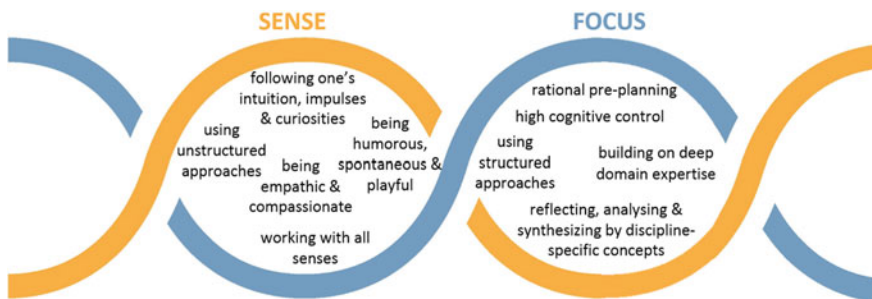 SENSE
following one's
intuition, impulses
& curiosities
using
unstructured
approaches
being
humorous,
spontaneous &
playful
being
empathic &
compassionate
working with all
senses
FOCUS
rational pre-planning
high cognitive control
using
structured
approaches
building on deep
domain expertise
reflecting, analysing &
synthesizing by discipline-
specific concepts